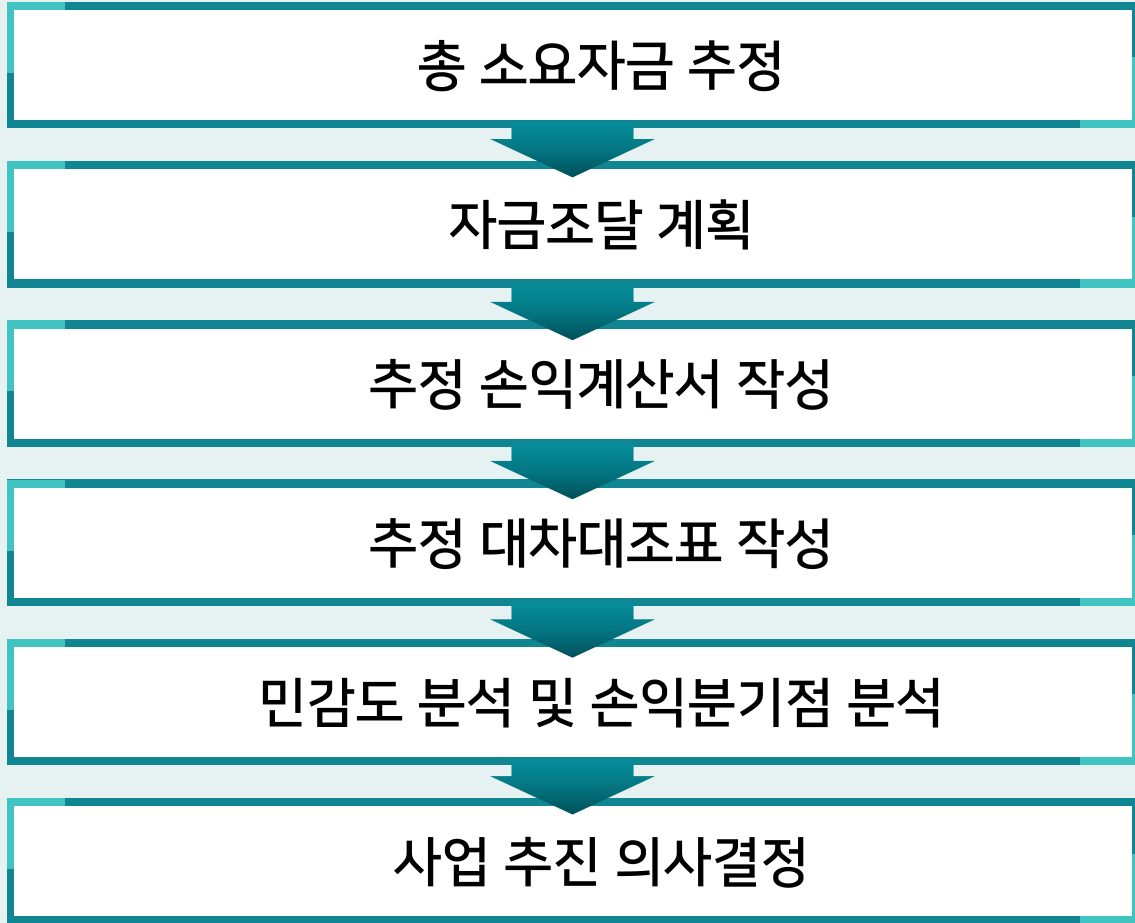 총 소요자금 추정
자금조달 계획
추정 손익계산서 작성
추정 대차대조표 작성
민감도 분석 및 손익분기점 분석
사업 추진 의사결정